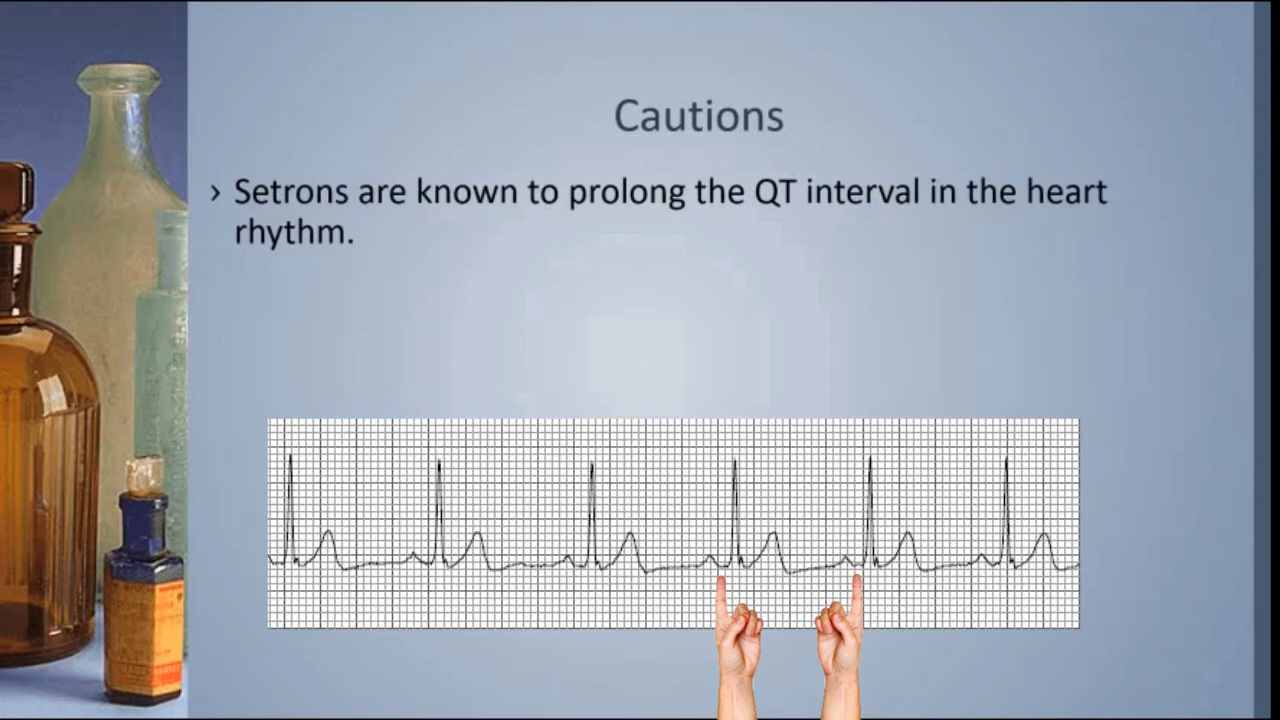 Cautions
› Setrons are known to prolong the QT interval in the heart
rhythm.